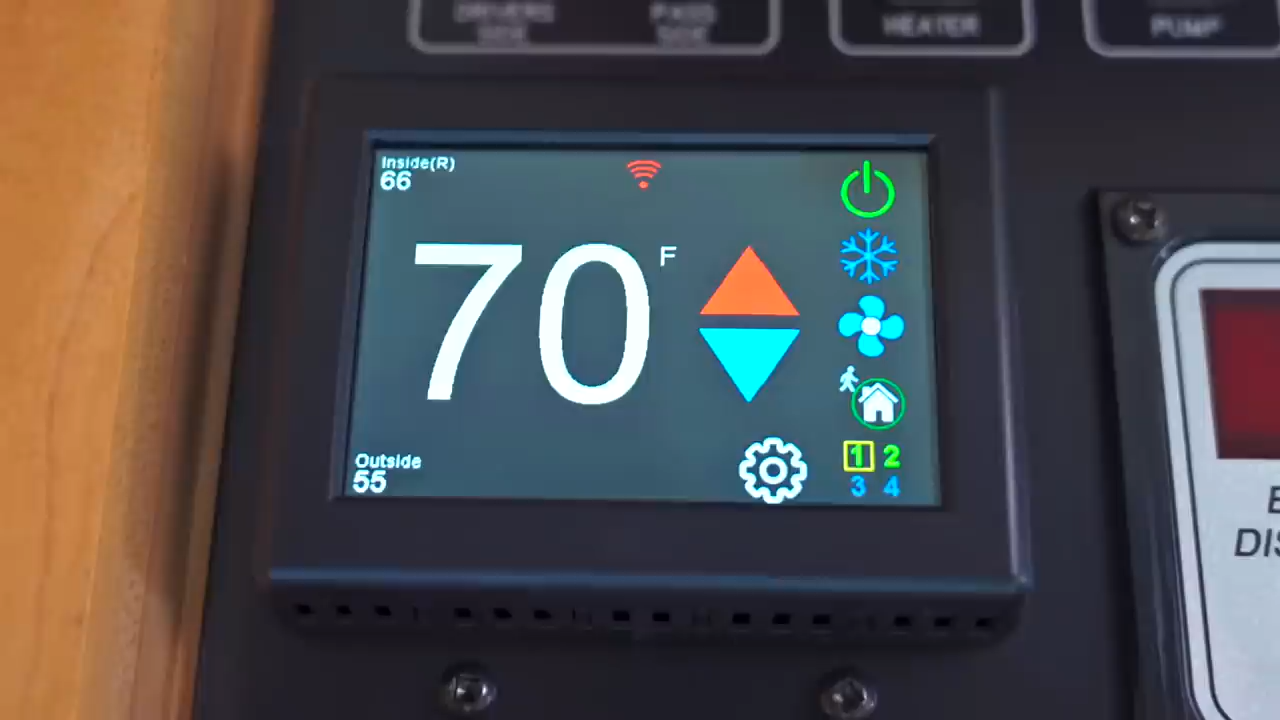 DRIVERS
SIDE
PASS
SIDE
HEATER
PUMP
Inside(R)
66
70 F
Outside
55
1 2
3 4
DIS